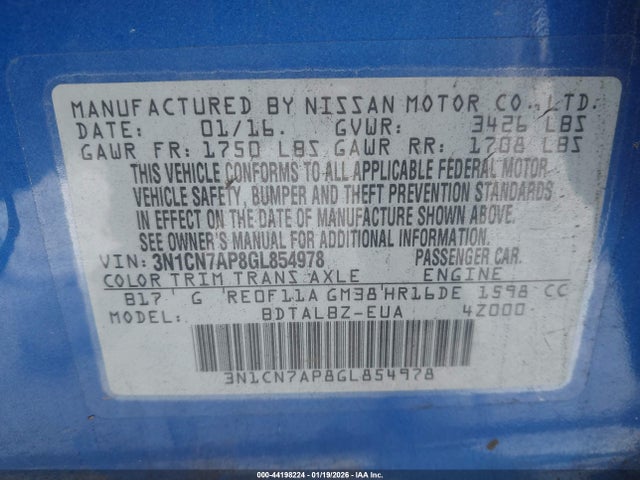 MANUFACTURED BY NISSAN MOTOR CO., LTD.
DATE: 01/16. GVWR: 3426 LBS
GAWR FR: 1750 LBS GAWR RR: 1708 LBS
THIS VEHICLE CONFORMS TO ALL APPLICABLE FEDERAL MOTOR
VEHICLE SAFETY, BUMPER AND THEFT PREVENTION STANDARDS
IN EFFECT ON THE DATE OF MANUFACTURE SHOWN ABOVE.
SEE OWNER'S MANUAL FOR ADDITIONAL INFORMATION.
VIN: 3N1CN7AP8GL854978 PASSENGER CAR.
COLOR TRIM TRANS AXLE ENGINE
B17 G RE0F11A GM38 HR16DE 1598 CC
MODEL: BDTALBZ-EUA 4Z000
3N1CN7AP8GL854978
000-44198224 - 01/19/2026 - IAA Inc.